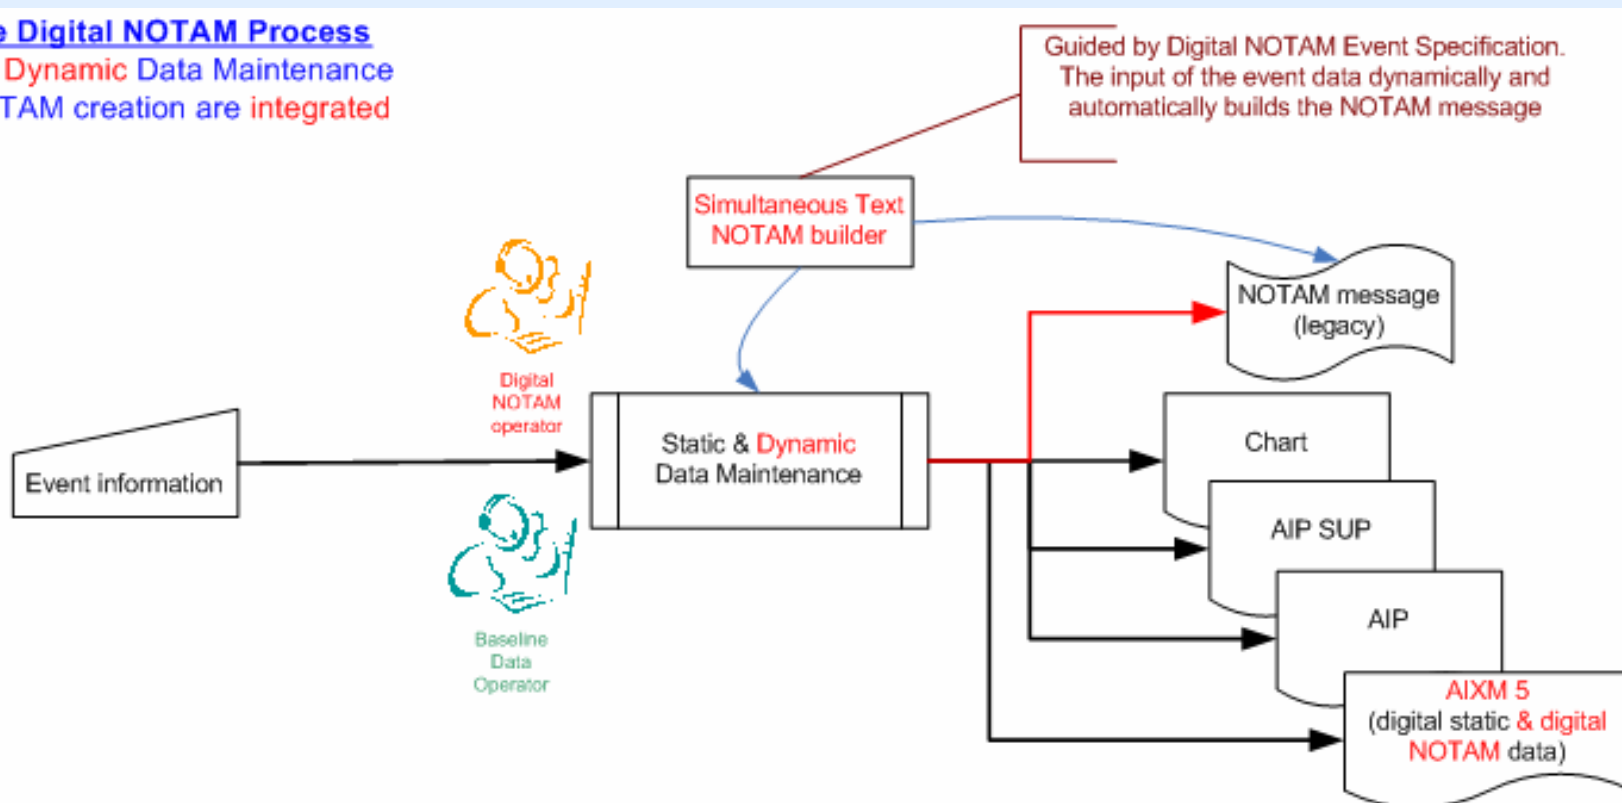 Digital NOTAM Process
Dynamic Data Maintenance
TAM creation are integrated
Guided by Digital NOTAM Event Specification.
The input of the event data dynamically and
automatically builds the NOTAM message
Simultaneous Text
NOTAM builder
NOTAM message
(legacy)
Digital
NOTAM
operator
Event information
Static & Dynamic
Data Maintenance
Chart
AIP SUP
AIP
Baseline
Data
Operator
AIXM 5
(digital static & digital
NOTAM data)